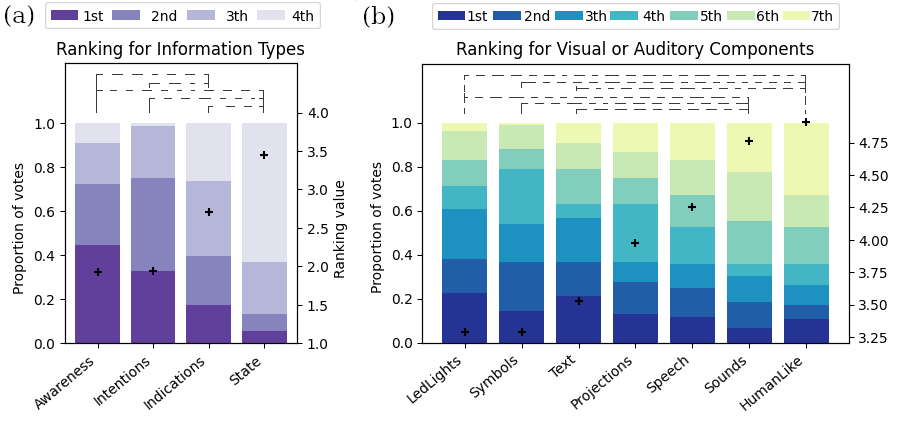 (a)
1st 2nd 3th 4th
Ranking for Information Types
Proportion of votes
1.0
0.8
0.6
0.4
0.2
0.0
4.0
3.5
3.0
2.5
2.0
1.5
1.0
Ranking value
Awareness
Intentions
Indications
State
(b)
1st 2nd 3th 4th 5th 6th 7th
Ranking for Visual or Auditory Components
Proportion of votes
1.0
0.8
0.6
0.4
0.2
0.0
4.75
4.50
4.25
4.00
3.75
3.50
3.25
LedLights
Symbols
Text
Projections
Speech
Sounds
HumanLike